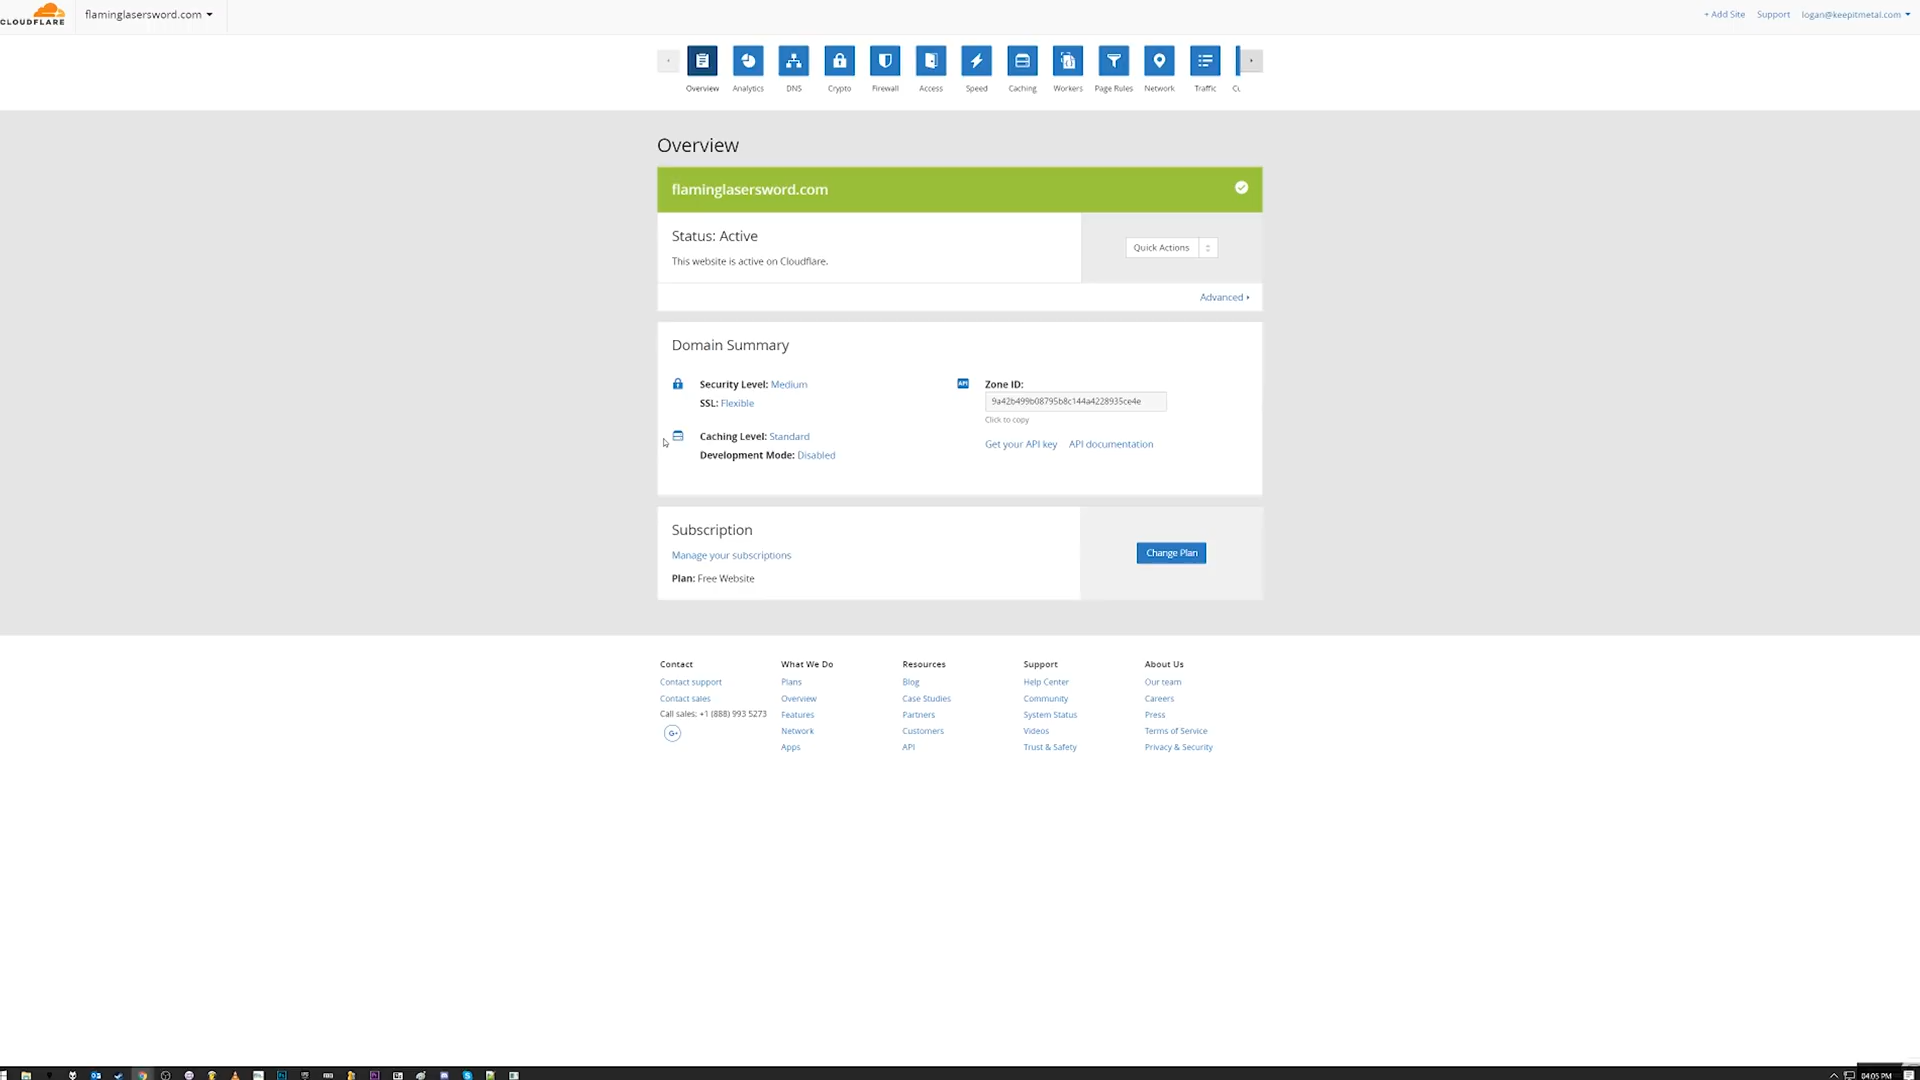 CLOUDFLARE
flaminglasersword.com
+ Add Site
Support
logan@keepitmetal.com
Overview
Analytics
DNS
Crypto
Firewall
Access
Speed
Caching
Workers
Page Rules
Network
Traffic
Cu
Overview
flaminglasersword.com
Status: Active
This website is active on Cloudflare.
Quick Actions
Advanced
Domain Summary
Security Level: Medium
SSL: Flexible
Caching Level: Standard
Development Mode: Disabled
API
Zone ID:
9a42b499b08795b8c144a4228935ce4e
Click to copy
Get your API key
API documentation
Subscription
Manage your subscriptions
Plan: Free Website
Change Plan
Contact
Contact support
Contact sales
Call sales: +1 (888) 993 5273
G+
What We Do
Plans
Overview
Features
Network
Apps
Resources
Blog
Case Studies
Partners
Customers
API
Support
Help Center
Community
System Status
Videos
Trust & Safety
About Us
Our team
Careers
Press
Terms of Service
Privacy & Security
04:05 PM